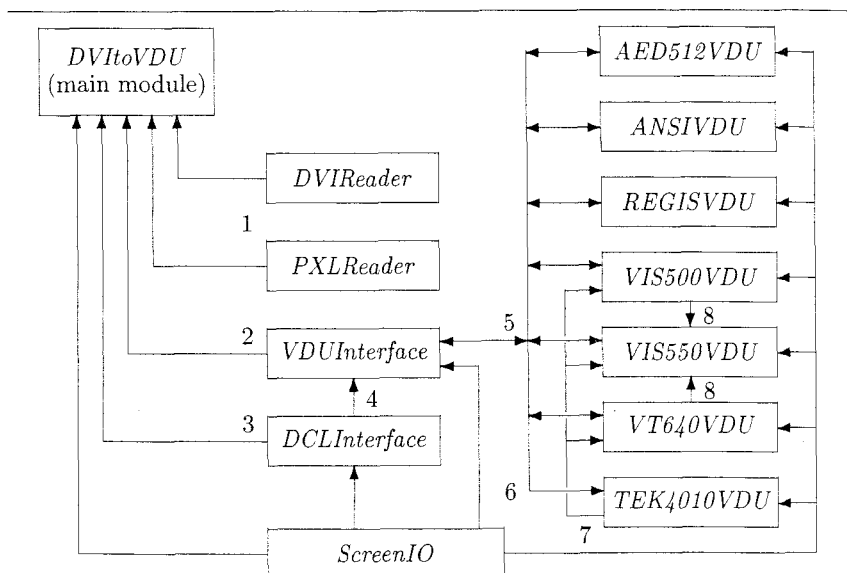 DVItoVDU
(main module)
DVIReader
1
PXLReader
2
VDUInterface
4
3
DCLInterface
ScreenIO
AED512VDU
ANSIVDU
REGISVDU
VIS500VDU
8
5
VIS550VDU
8
VT640VDU
6
TEK4010VDU
7